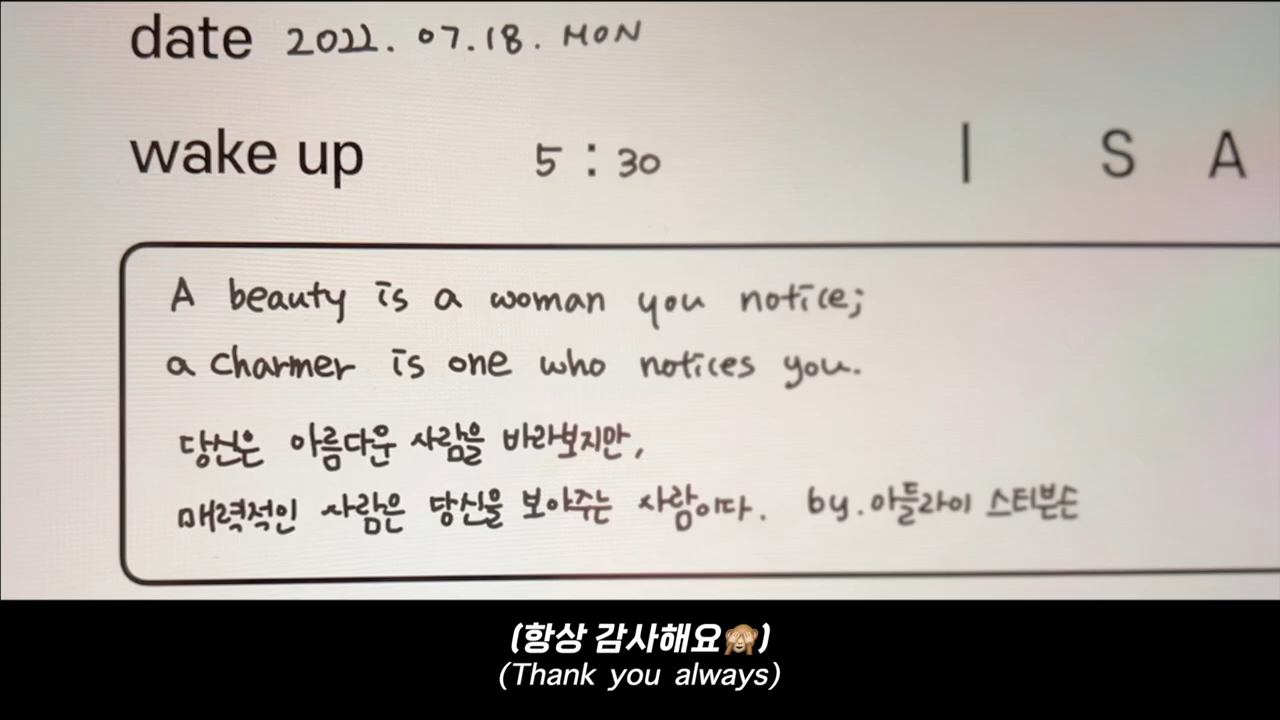 date 2022. 07.18. MON
wake up 5 : 30 | S A
A beauty is a woman you notice;
a charmer is one who notices you.
당신은 아름다운 사람을 바라보지만,
매력적인 사람은 당신을 보아주는 사람이다. by. 아들라이 스티븐슨
(항상 감사해요🙈)
(Thank you always)